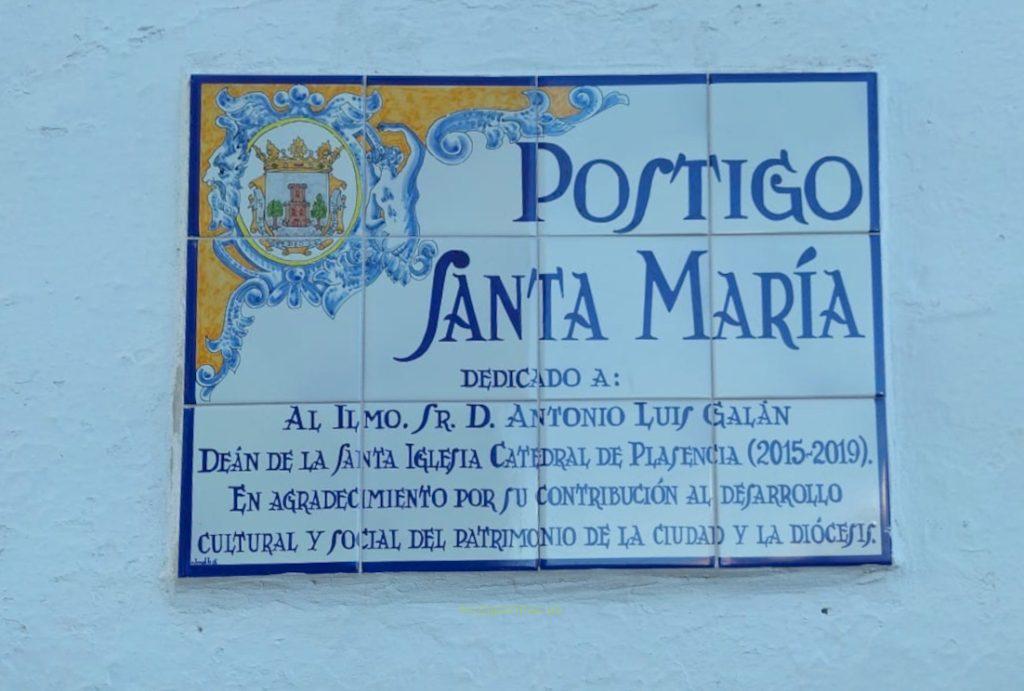 Postigo
Santa María
DEDICADO A:
Al Ilmo. Sr. D. Antonio Luis Galán
Deán de la Santa Iglesia Catedral de Plasencia (2015-2019).
En agradecimiento por su contribución al desarrollo
cultural y social del patrimonio de la ciudad y la diócesis.